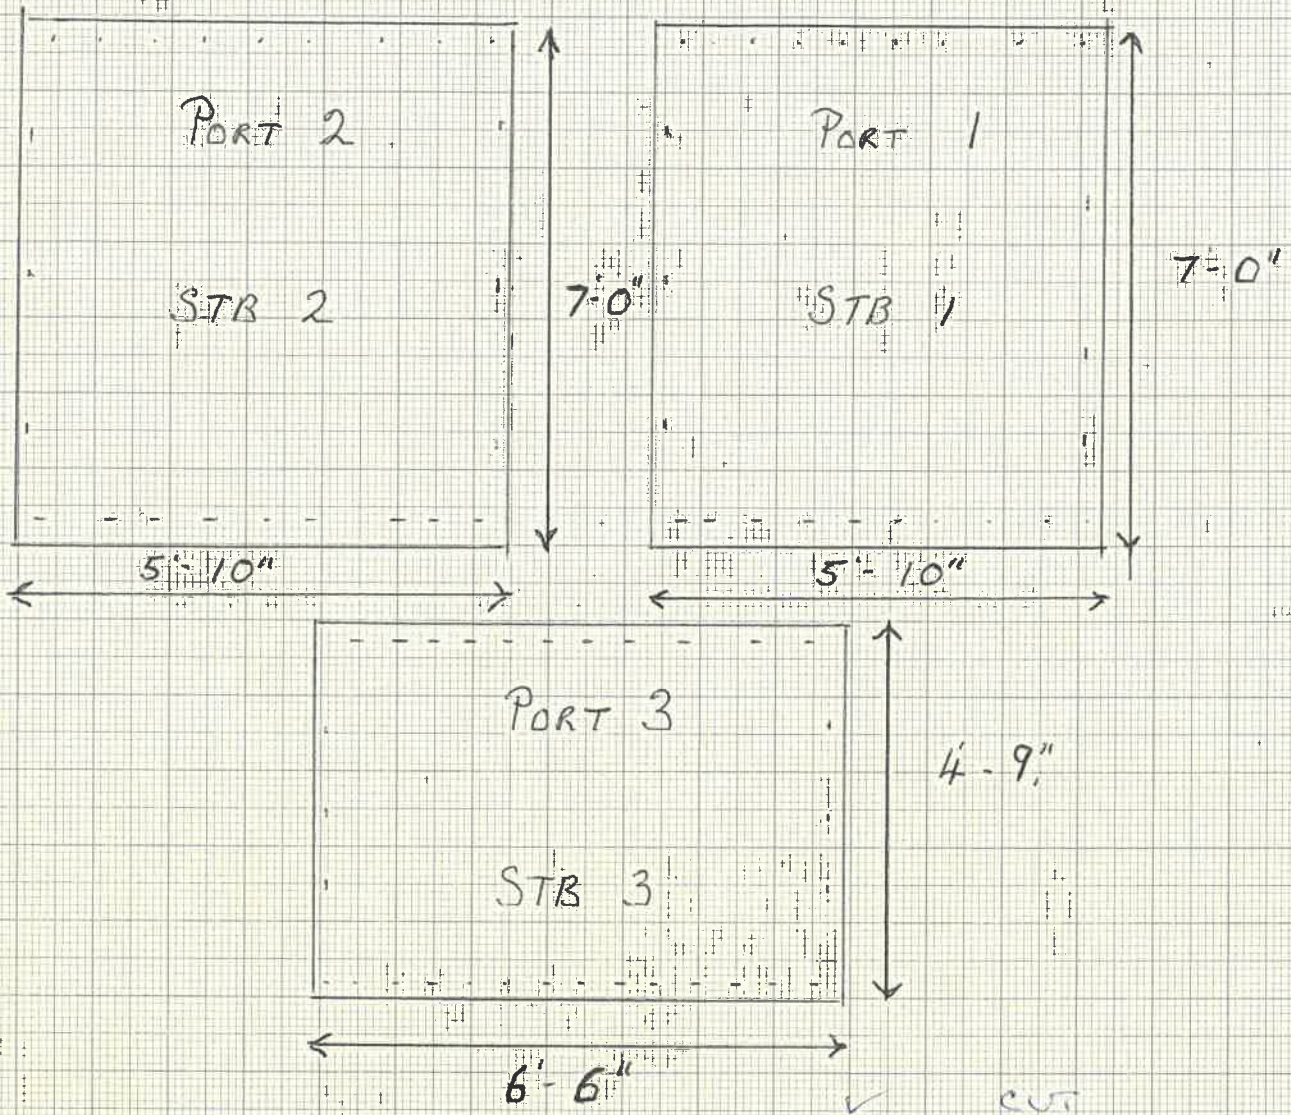 PORT 2
STB 2
7-0"
5'-10"
PORT 1
STB 1
7-0"
5'-10"
PORT 3
STB 3
4'-9"
6'-6"
CUT